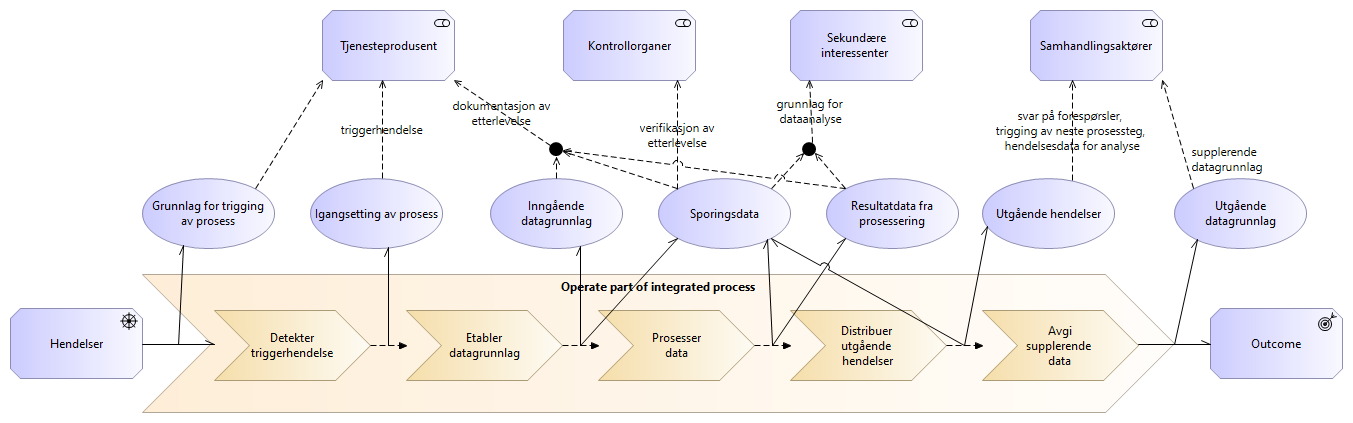 Tjenesteprodusent
Kontrollorganer
Sekundære
interessenter
Samhandlingsaktører
dokumentasjon av
etterlevelse
triggerhendelse
verifikasjon av
etterlevelse
grunnlag for
dataanalyse
svar på forespørsler,
trigging av neste prosessteg,
hendelsesdata for analyse
supplerende
datagrunnlag
Grunnlag for trigging
av prosess
Igangsetting av prosess
Inngående
datagrunnlag
Sporingsdata
Resultatdata fra
prosessering
Utgående hendelser
Utgående
datagrunnlag
Operate part of integrated process
Hendelser
Detekter
triggerhendelse
Etabler
datagrunnlag
Prosesser
data
Distribuer
utgående
hendelser
Avgi
supplerende
data
Outcome